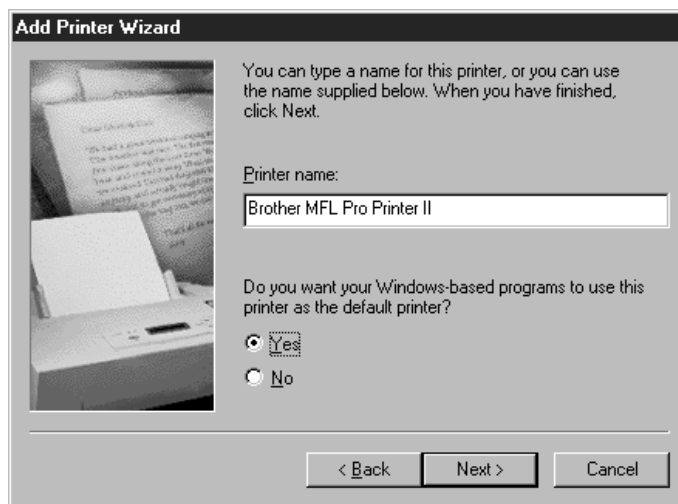 Add Printer Wizard
You can type a name for this printer, or you can use
the name supplied below. When you have finished,
click Next.
Printer name:
Brother MFL Pro Printer II
Do you want your Windows-based programs to use this
printer as the default printer?
Yes
No
< Back
Next >
Cancel